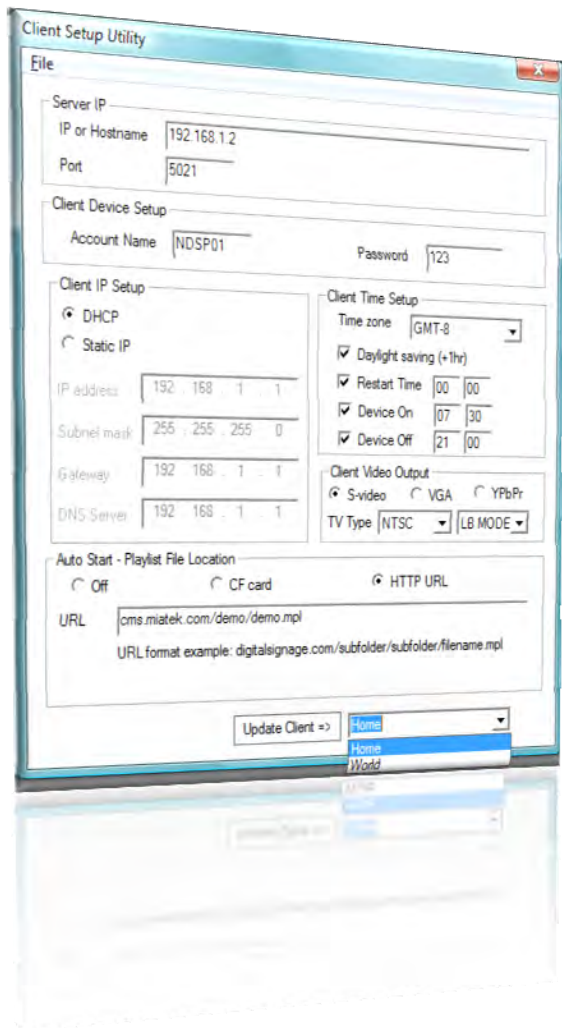 Client Setup Utility
File
x
Server IP
IP or Hostname 192.168.1.2
Port 5021
Client Device Setup
Account Name NDSP01 Password 123
Client IP Setup
DHCP
Static IP
IP address 192 . 168 . 1 . 1
Subnet mask 255 . 255 . 255 . 0
Gateway 192 . 168 . 1 . 1
DNS Server 192 . 168 . 1 . 1
Client Time Setup
Time zone GMT-8
Daylight saving (+1hr)
Restart Time 00 00
Device On 07 30
Device Off 21 00
Client Video Output
S-video VGA YPbPr
TV Type NTSC LB MODE
Auto Start - Playlist File Location
Off CF card HTTP URL
URL cms.miatek.com/demo/demo.mpl
URL format example: digitalsignage.com/subfolder/subfolder/filename.mpl
Update Client => Home
Home
World